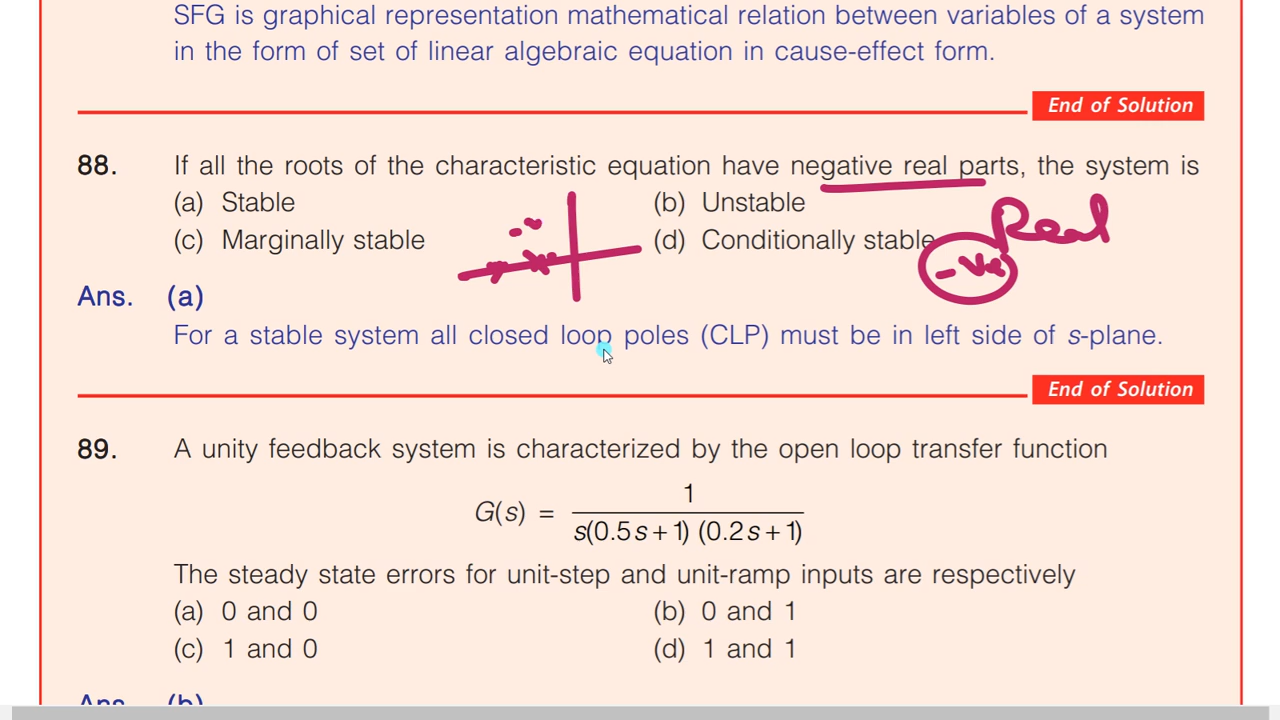 SFG is graphical representation mathematical relation between variables of a system
in the form of set of linear algebraic equation in cause-effect form.
End of Solution
88. If all the roots of the characteristic equation have negative real parts, the system is
(a) Stable (b) Unstable
(c) Marginally stable (d) Conditionally stable
Real
-ve
Ans. (a)
For a stable system all closed loop poles (CLP) must be in left side of s-plane.
End of Solution
89. A unity feedback system is characterized by the open loop transfer function
G(s) = 1 / s(0.5s+1) (0.2s+1)
The steady state errors for unit-step and unit-ramp inputs are respectively
(a) 0 and 0 (b) 0 and 1
(c) 1 and 0 (d) 1 and 1
Ans. (b)